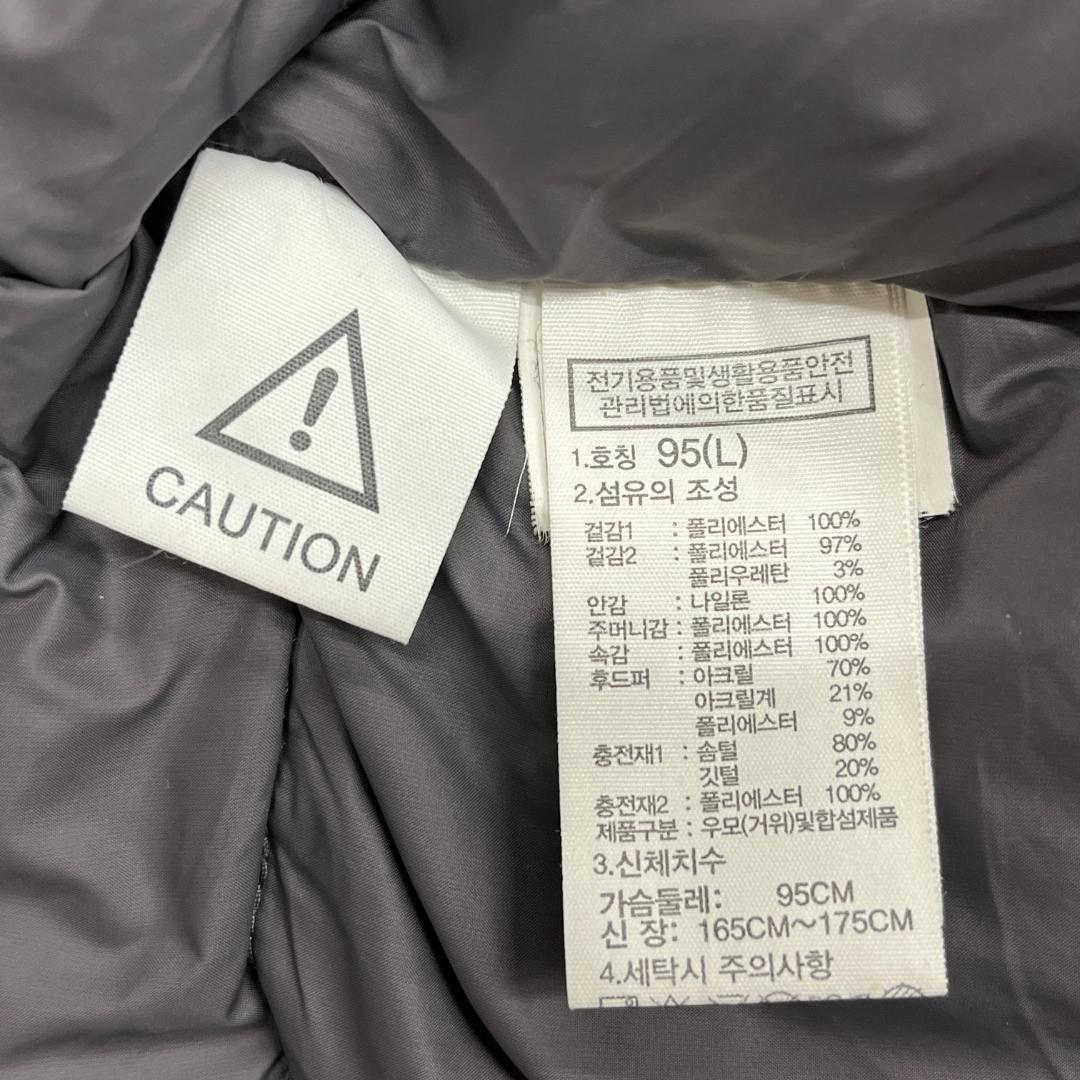 CAUTION
전기용품및생활용품안전
관리법에의한품질표시
1.호칭 95(L)
2.섬유의 조성
겉감1 : 폴리에스터 100%
겉감2 : 폴리에스터 97%
폴리우레탄 3%
안감 : 나일론 100%
주머니감 : 폴리에스터 100%
속감 : 폴리에스터 100%
후드퍼 : 아크릴 70%
아크릴계 21%
폴리에스터 9%
충전재1 : 솜털 80%
깃털 20%
충전재2 : 폴리에스터 100%
제품구분 : 우모(거위)및합섬제품
3.신체치수
가슴둘레: 95CM
신 장: 165CM~175CM
4.세탁시 주의사항